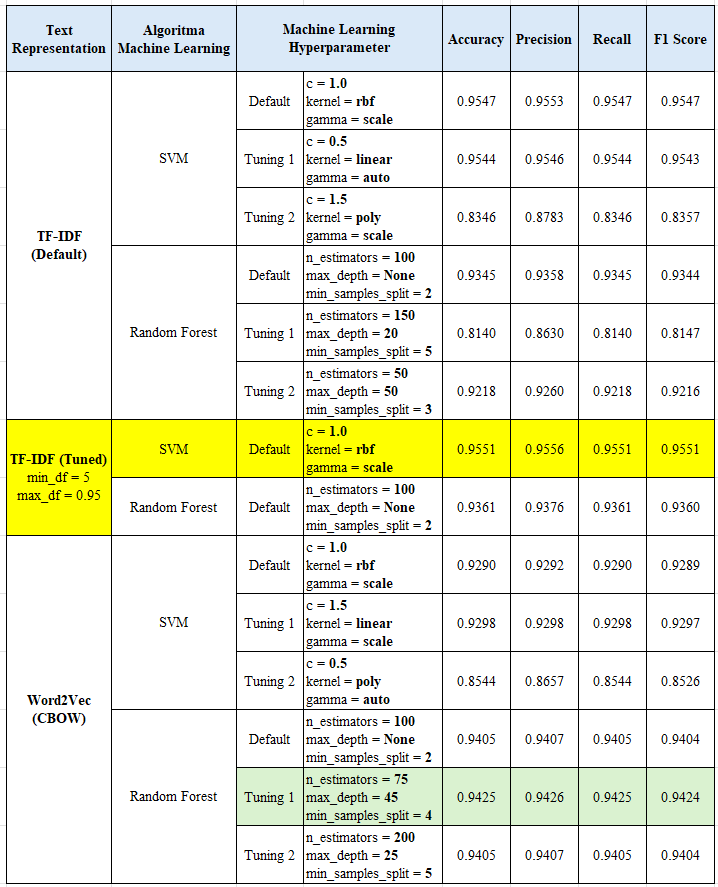 Text Representation | Algoritma Machine Learning | Machine Learning Hyperparameter | Accuracy | Precision | Recall | F1 Score
TF-IDF (Default)
SVM
Default
c = 1.0
kernel = rbf
gamma = scale
0.9547 0.9553 0.9547 0.9547
Tuning 1
c = 0.5
kernel = linear
gamma = auto
0.9544 0.9546 0.9544 0.9543
Tuning 2
c = 1.5
kernel = poly
gamma = scale
0.8346 0.8783 0.8346 0.8357
Random Forest
Default
n_estimators = 100
max_depth = None
min_samples_split = 2
0.9345 0.9358 0.9345 0.9344
Tuning 1
n_estimators = 150
max_depth = 20
min_samples_split = 5
0.8140 0.8630 0.8140 0.8147
Tuning 2
n_estimators = 50
max_depth = 50
min_samples_split = 3
0.9218 0.9260 0.9218 0.9216
TF-IDF (Tuned)
min_df = 5
max_df = 0.95
SVM
Default
c = 1.0
kernel = rbf
gamma = scale
0.9551 0.9556 0.9551 0.9551
Random Forest
Default
n_estimators = 100
max_depth = None
min_samples_split = 2
0.9361 0.9376 0.9361 0.9360
Word2Vec
(CBOW)
SVM
Default
c = 1.0
kernel = rbf
gamma = scale
0.9290 0.9292 0.9290 0.9289
Tuning 1
c = 1.5
kernel = linear
gamma = scale
0.9298 0.9298 0.9298 0.9297
Tuning 2
c = 0.5
kernel = poly
gamma = auto
0.8544 0.8657 0.8544 0.8526
Random Forest
Default
n_estimators = 100
max_depth = None
min_samples_split = 2
0.9405 0.9407 0.9405 0.9404
Tuning 1
n_estimators = 75
max_depth = 45
min_samples_split = 4
0.9425 0.9426 0.9425 0.9424
Tuning 2
n_estimators = 200
max_depth = 25
min_samples_split = 5
0.9405 0.9407 0.9405 0.9404